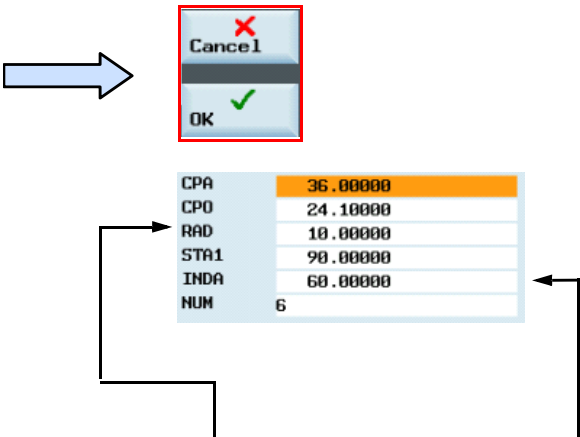 Cancel
OK
CPA 36.00000
CPO 24.10000
RAD 10.00000
STA1 90.00000
INDA 60.00000
NUM 6